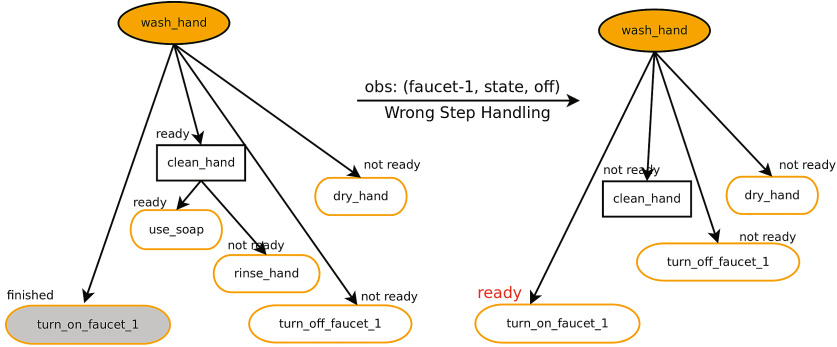 wash_hand
ready
clean_hand
not ready
dry_hand
ready
use_soap
not ready
rinse_hand
finished
turn_on_faucet_1
not ready
turn_off_faucet_1
obs: (faucet-1, state, off)
Wrong Step Handling
wash_hand
not ready
clean_hand
not ready
dry_hand
not ready
turn_off_faucet_1
ready
turn_on_faucet_1